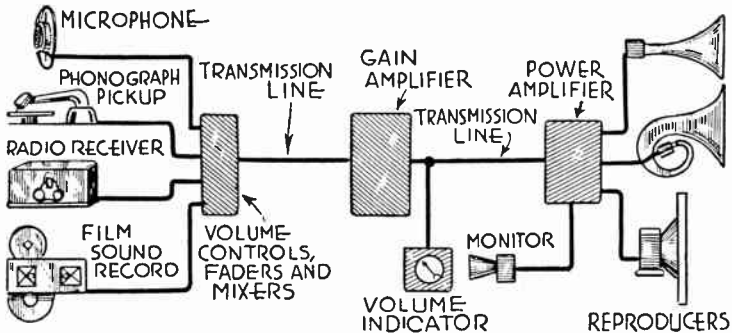 MICROPHONE
PHONOGRAPH
PICKUP
RADIO RECEIVER
FILM
SOUND
RECORD
TRANSMISSION
LINE
VOLUME
CONTROLS,
FADERS AND
MIXERS
GAIN
AMPLIFIER
TRANSMISSION
LINE
VOLUME
INDICATOR
MONITOR
POWER
AMPLIFIER
REPRODUCERS